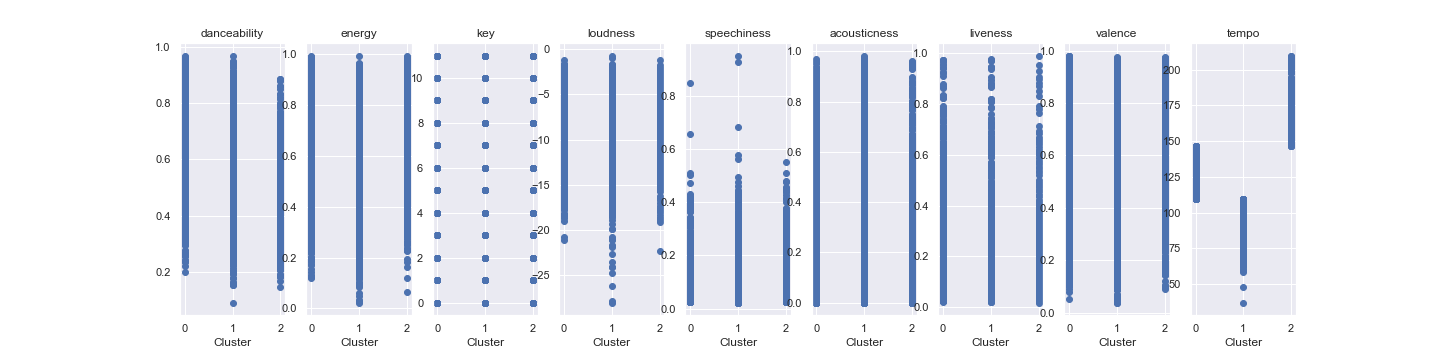 danceability energy key loudness speechiness acousticness liveness valence tempo
1.0 0.8 0.6 0.4 0.2
1.0 0.8 0.6 0.4 0.2 0.0
10 8 6 4 2 0
0 −5 −10 −15 −20 −25
0.8 0.6 0.4 0.2 0.0
1.0 0.8 0.6 0.4 0.2 0.0
1.0 0.8 0.6 0.4 0.2 0.0
1.0 0.8 0.6 0.4 0.2 0.0
200 175 150 125 100 75 50
0 1 2 0 1 2 0 1 2 0 1 2 0 1 2 0 1 2 0 1 2 0 1 2 0 1 2
Cluster Cluster Cluster Cluster Cluster Cluster Cluster Cluster Cluster